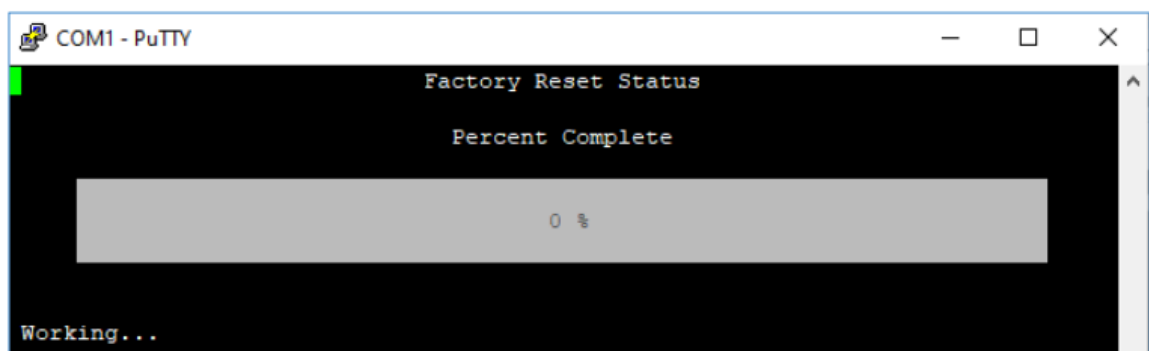 COM1 - PuTTY
Factory Reset Status
Percent Complete
0 %
Working...